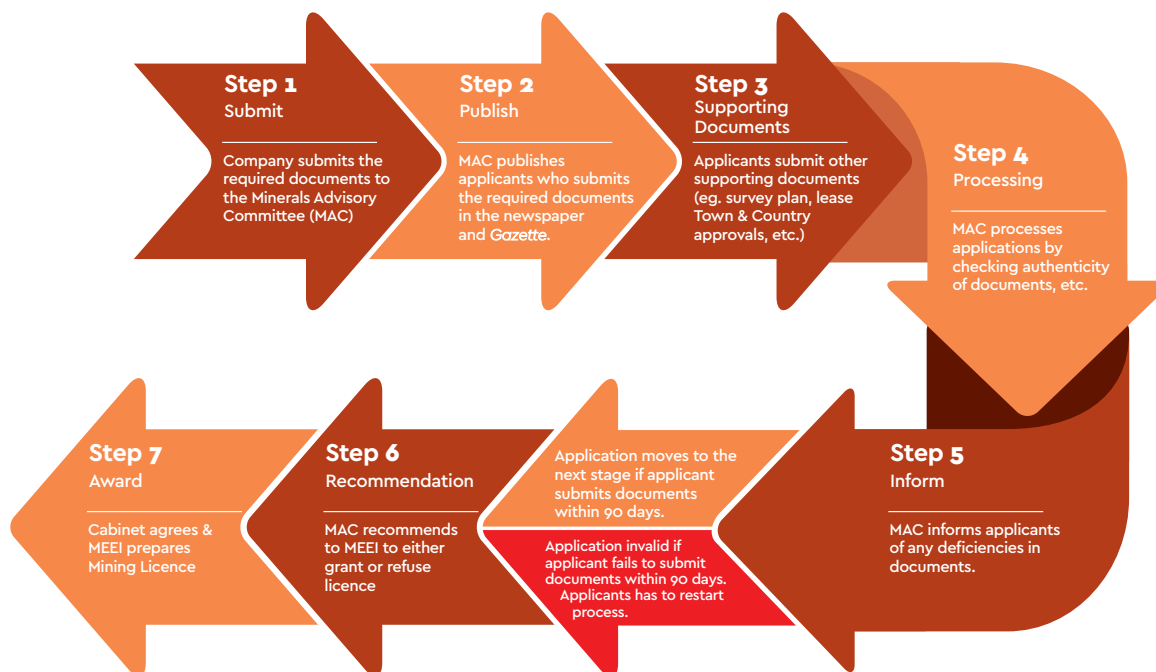 Step 1
Submit
Company submits the
required documents to
the Minerals Advisory
Committee (MAC)
Step 2
Publish
MAC publishes
applicants who submits
the required documents
in the newspaper
and Gazette.
Step 3
Supporting
Documents
Applicants submit other
supporting documents
(eg. survey plan, lease
Town & Country
approvals, etc.)
Step 4
Processing
MAC processes
applications by
checking authenticity
of documents, etc.
Step 5
Inform
MAC informs applicants
of any deficiencies in
documents.
Application moves to the
next stage if applicant
submits documents
within 90 days.
Application invalid if
applicant fails to submit
documents within 90 days.
Applicants has to restart
process.
Step 6
Recommendation
MAC recommends
to MEEI to either
grant or refuse
licence
Step 7
Award
Cabinet agrees &
MEEI prepares
Mining Licence